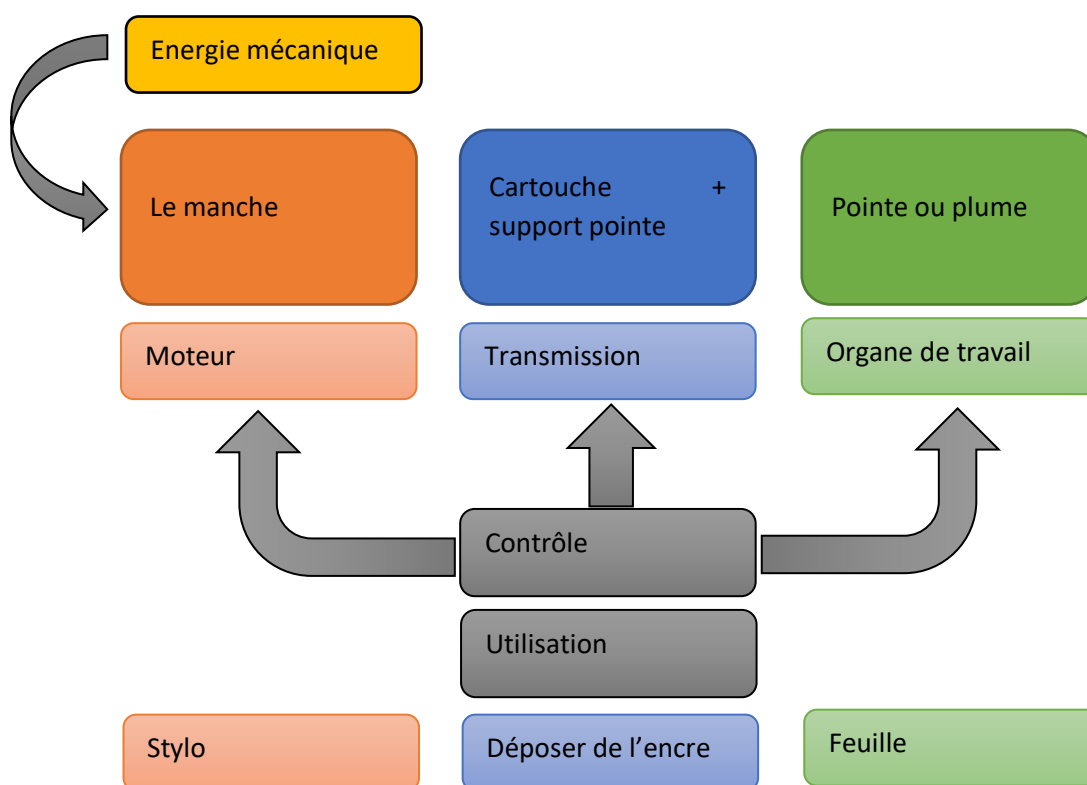 Energie mécanique
Le manche
Cartouche +
support pointe
Pointe ou plume
Moteur
Transmission
Organe de travail
Contrôle
Utilisation
Stylo
Déposer de l’encre
Feuille